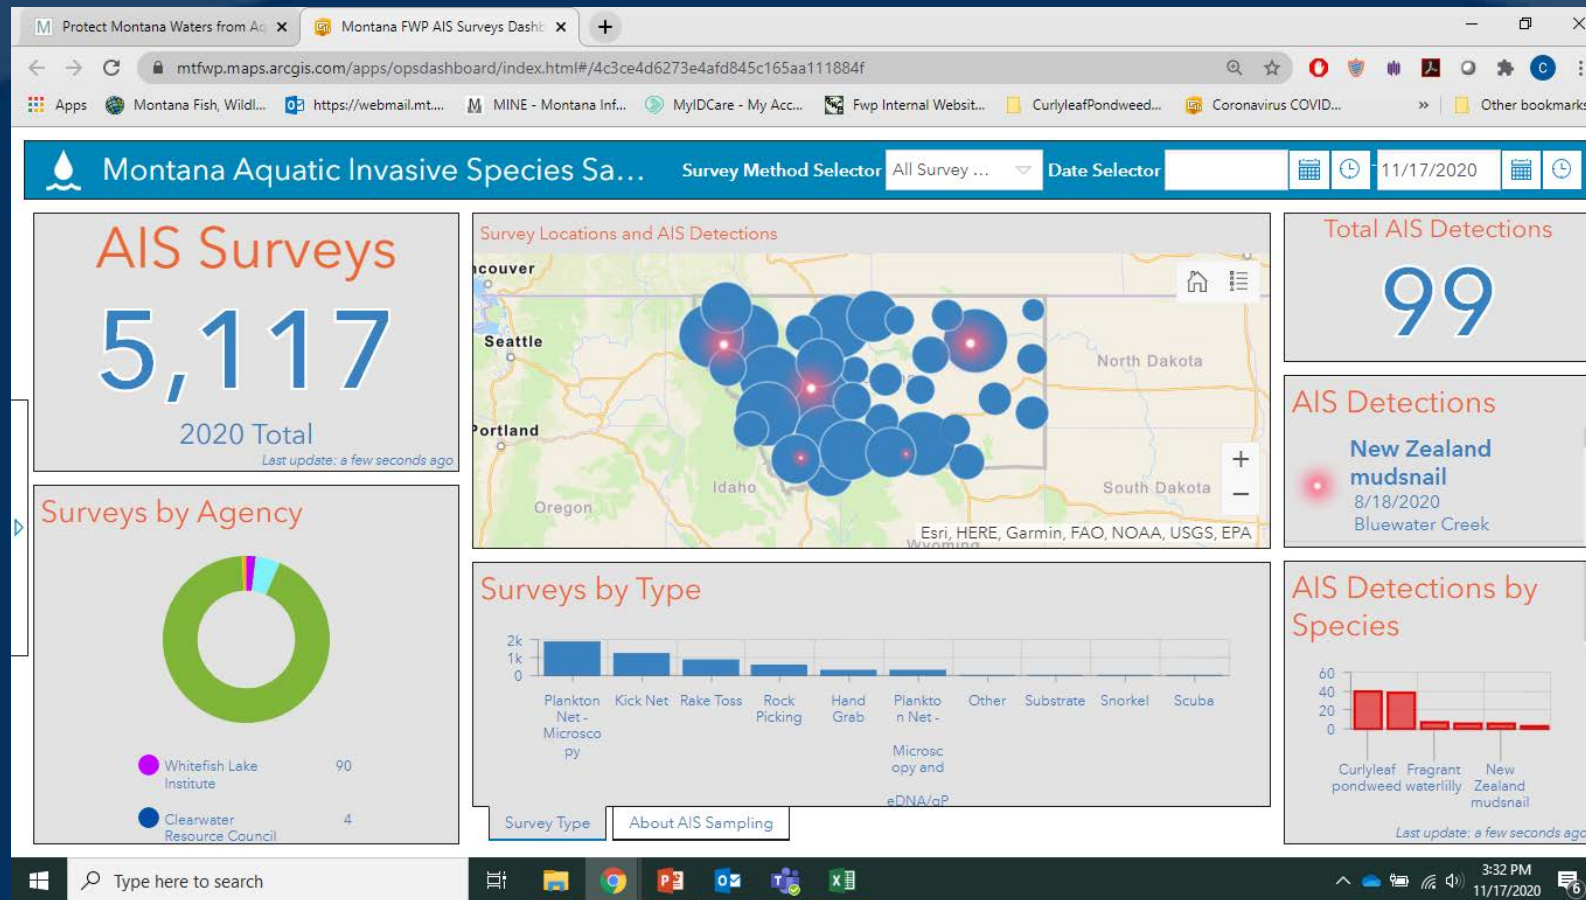 Protect Montana Waters from Aq
Montana FWP AIS Surveys Dashb
mtfwp.maps.arcgis.com/apps/opsdashboard/index.html#/4c3ce4d6273e4afd845c165aa111884f
Apps
Montana Fish, Wildl...
https://webmail.mt....
MINE - Montana Inf...
MyIDCare - My Acc...
Fwp Internal Websit...
CurlyleafPondweed...
Coronavirus COVID...
»
Other bookmarks
Montana Aquatic Invasive Species Sa...
Survey Method Selector
All Survey ...
Date Selector
11/17/2020
AIS Surveys
5,117
2020 Total
Last update: a few seconds ago
Surveys by Agency
Whitefish Lake 90
Institute
Clearwater 4
Resource Council
Survey Locations and AIS Detections
couver
Seattle
Portland
Oregon
Idaho
North Dakota
South Dakota
Wyoming
Esri, HERE, Garmin, FAO, NOAA, USGS, EPA
Surveys by Type
2k
1k
0
Plankton
Net -
Microsco
py
Kick Net
Rake Toss
Rock
Picking
Hand
Grab
Plankto
n Net -
Microsc
opy and
eDNA/qP
Other
Substrate
Snorkel
Scuba
Survey Type
About AIS Sampling
Total AIS Detections
99
AIS Detections
New Zealand
mudsnail
8/18/2020
Bluewater Creek
AIS Detections by
Species
60
40
20
0
Curlyleaf
pondweed
Fragrant
waterlilly
New
Zealand
mudsnail
Last update: a few seconds ago
Type here to search
3:32 PM
11/17/2020
6